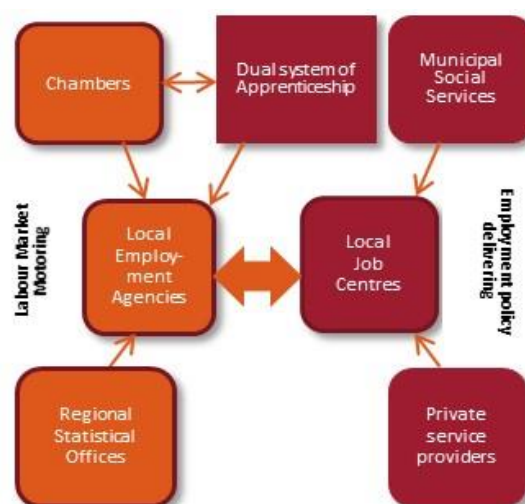 Chambers
Dual system of
Apprenticeship
Municipal
Social
Services
Labour Market
Motoring
Local
Employ-
ment
Agencies
Local
Job
Centres
Employment policy
delivering
Regional
Statistical
Offices
Private
service
providers